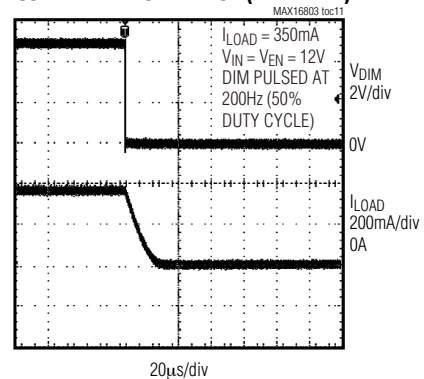 MAX16803 toc11
T
ILOAD = 350mA
VIN = VEN = 12V
DIM PULSED AT
200Hz (50%
DUTY CYCLE)
VDIM
2V/div
0V
ILOAD
200mA/div
0A
20µs/div